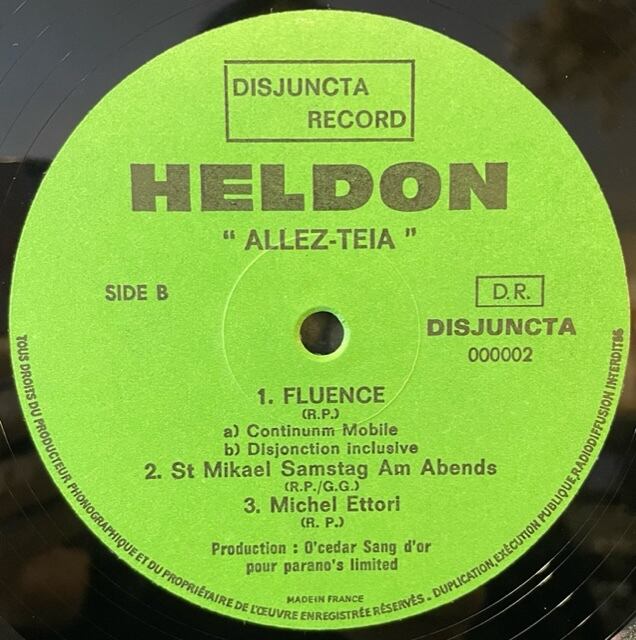 DISJUNCTA
RECORD
HELDON
“ ALLEZ-TEIA ”
SIDE B
D.R.
DISJUNCTA
000002
1. FLUENCE
(R.P.)
a) Continunm Mobile
b) Disjonction inclusive
2. St Mikael Samstag Am Abends
(R.P./G.G.)
3. Michel Ettori
(R. P.)
Production : O'cedar Sang d'or
pour parano's limited
MADE IN FRANCE
TOUS DROITS DU PRODUCTEUR PHONOGRAPHIQUE ET DU PROPRIÉTAIRE DE L'ŒUVRE ENREGISTRÉE RÉSERVÉS - DUPLICATION, EXÉCUTION PUBLIQUE, RADIODIFFUSION INTERDITES